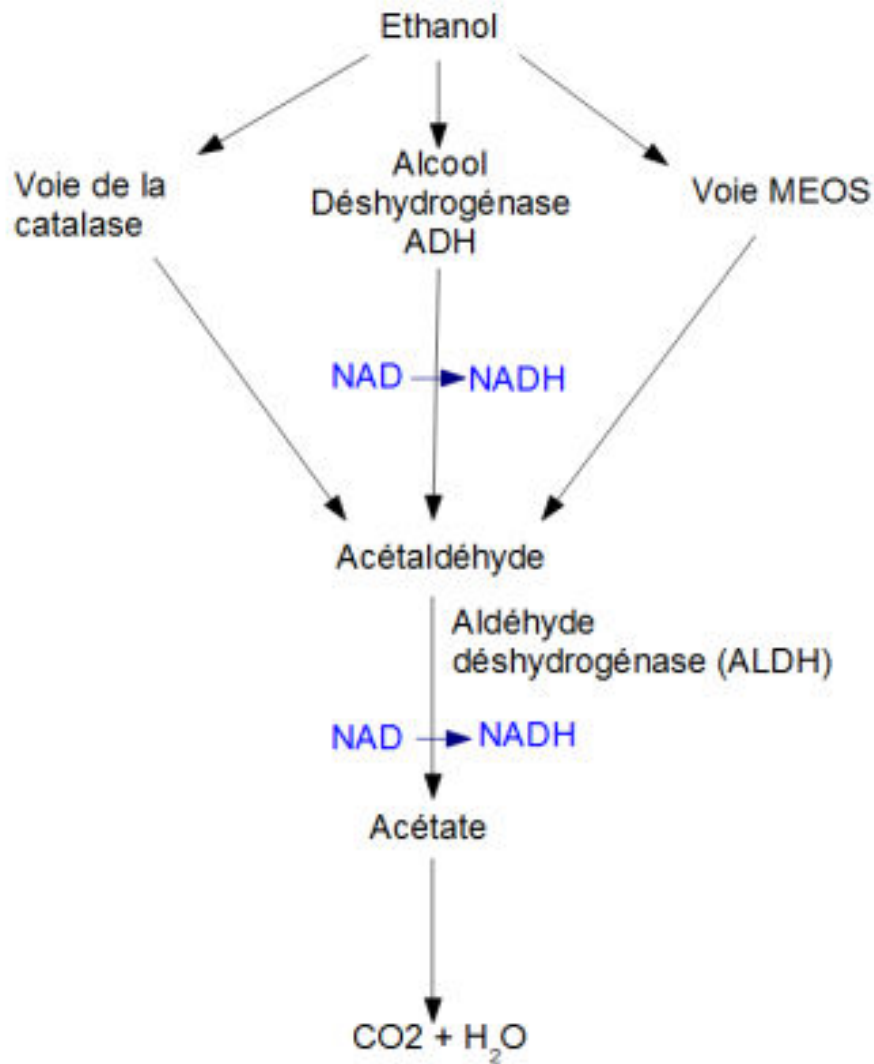 Ethanol
Voie de la
catalase
Alcool
Déshydrogénase
ADH
Voie MEOS
NAD NADH
Acétaldéhyde
Aldéhyde
déshydrogénase (ALDH)
NAD NADH
Acétate
CO2 + H₂O